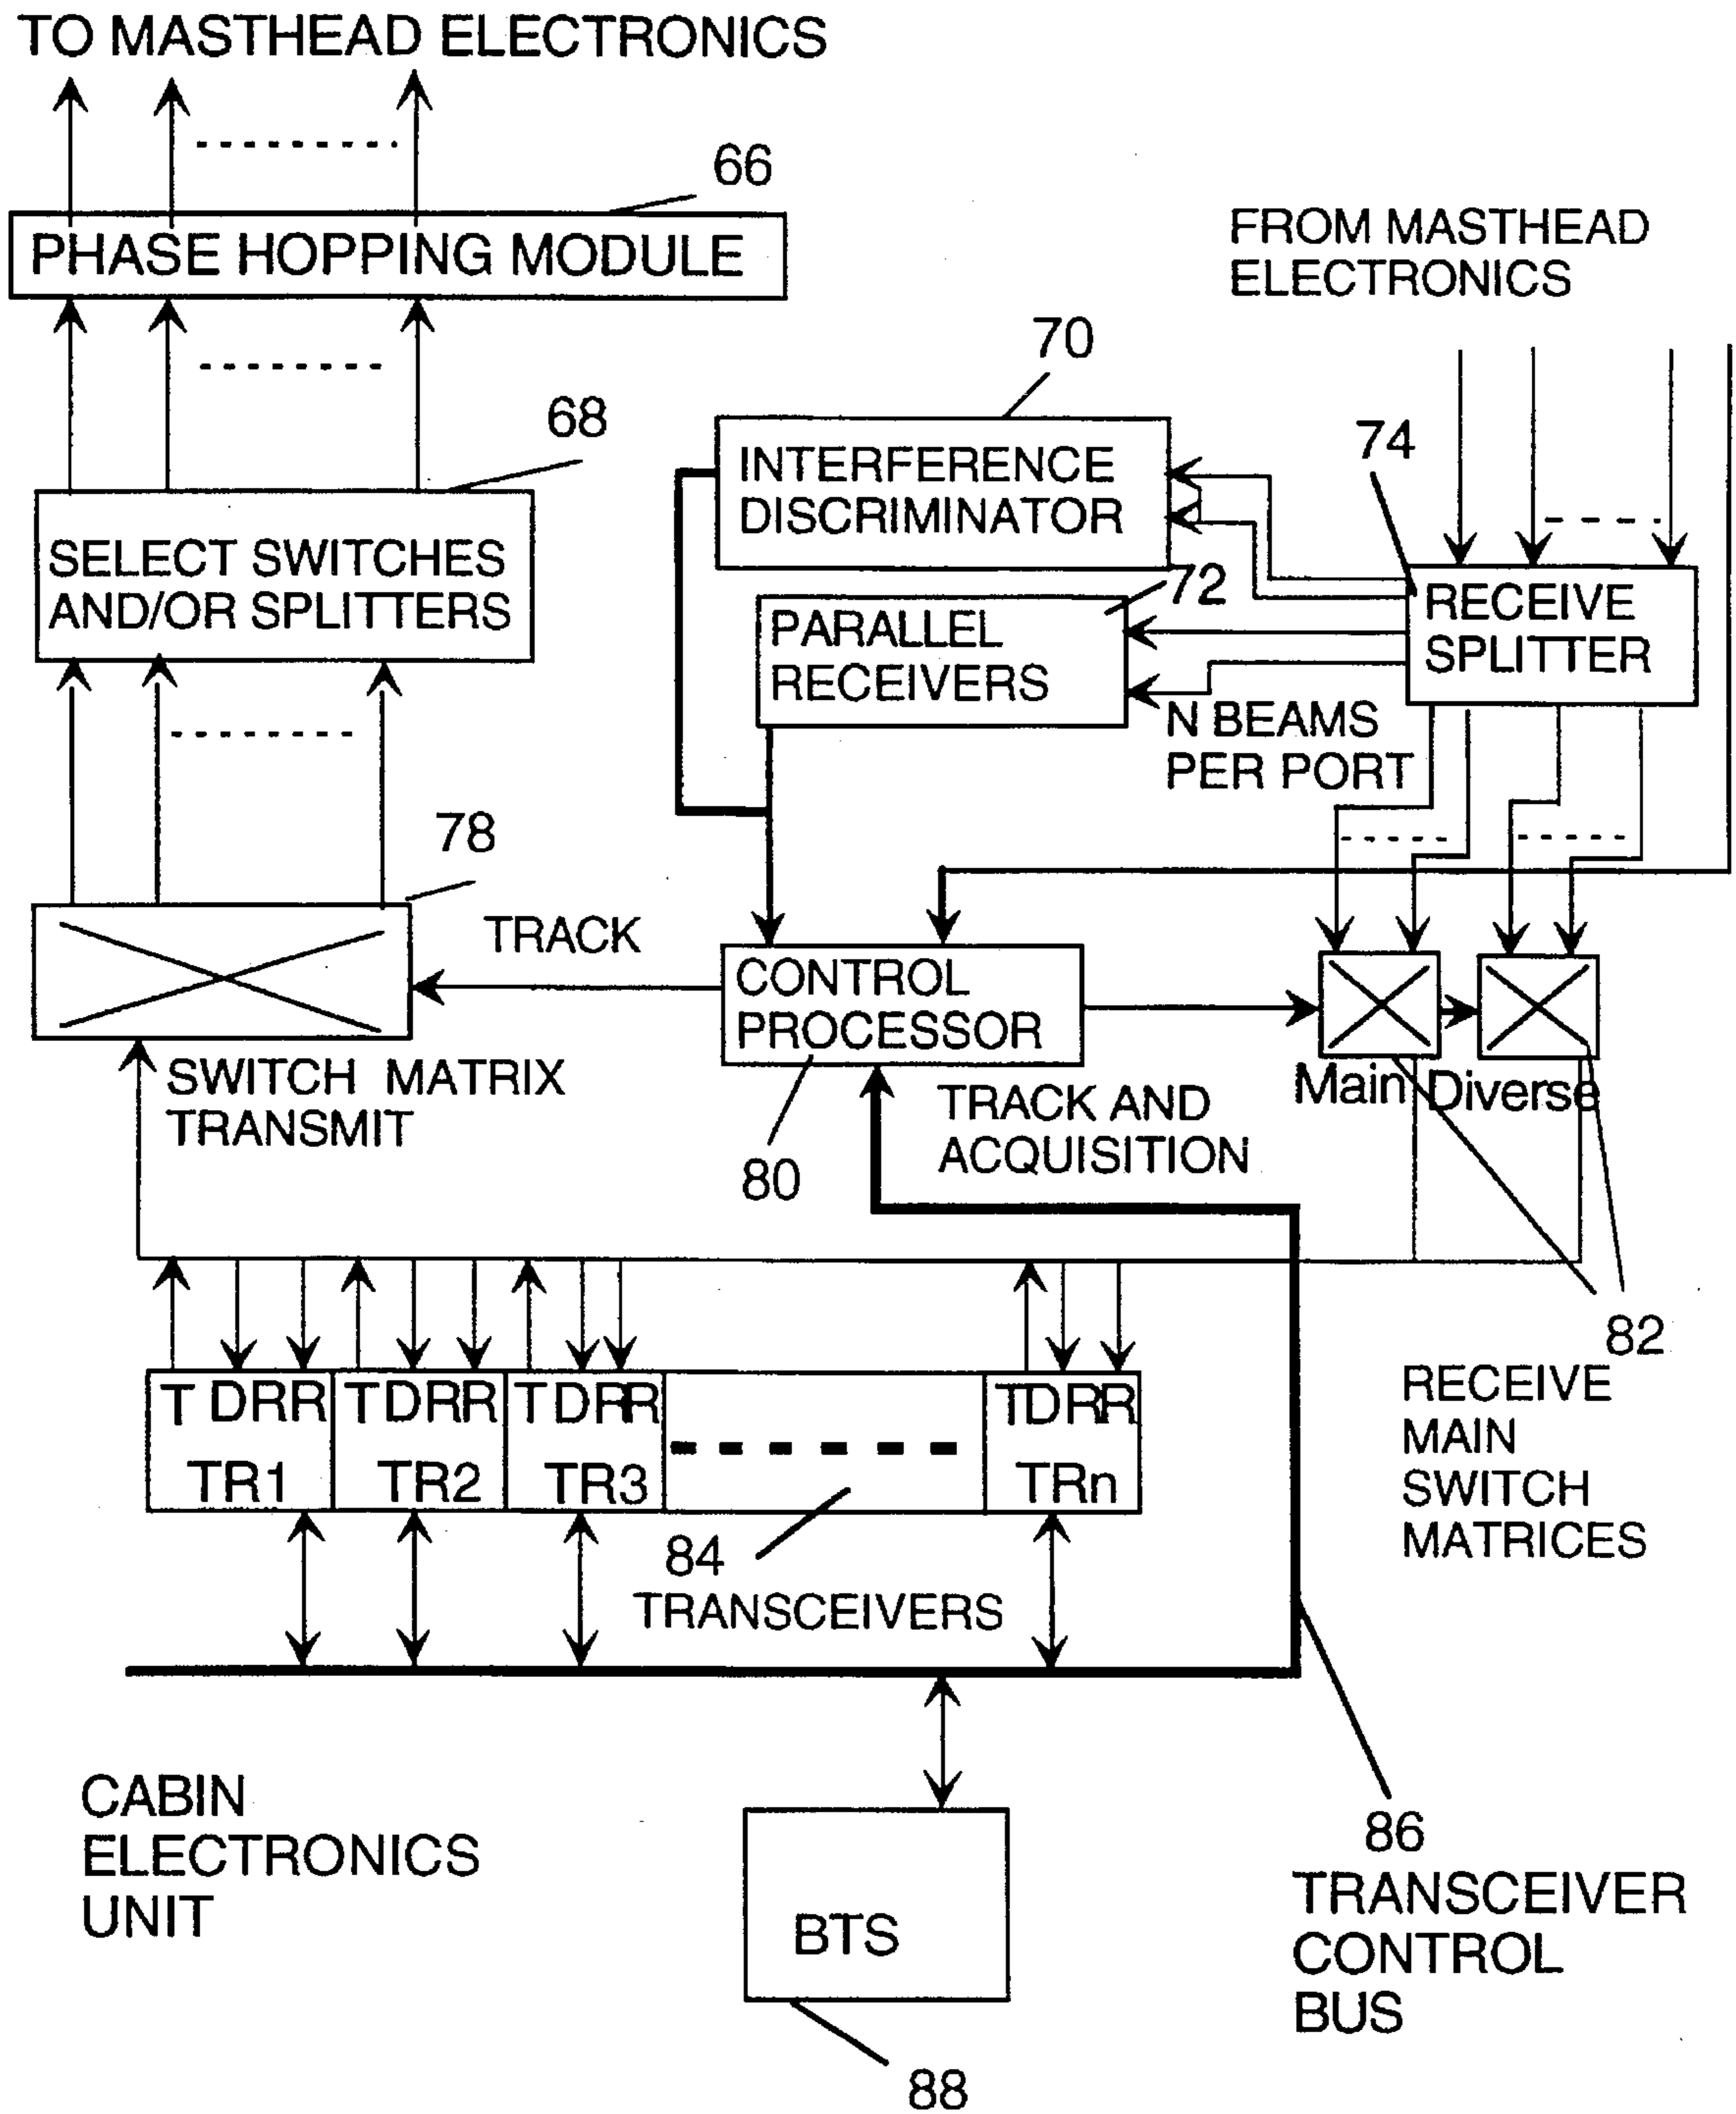 TO MASTHEAD ELECTRONICS
66
PHASE HOPPING MODULE
FROM MASTHEAD
ELECTRONICS
70
68
74
INTERFERENCE
DISCRIMINATOR
SELECT SWITCHES
AND/OR SPLITTERS
72
PARALLEL
RECEIVERS
RECEIVE
SPLITTER
N BEAMS
PER PORT
78
TRACK
CONTROL
PROCESSOR
SWITCH MATRIX
TRANSMIT
80
TRACK AND
ACQUISITION
Main
Diverse
82
RECEIVE
MAIN
SWITCH
MATRICES
T DRR
TR1
TDRR
TR2
TDRR
TR3
TDRR
TRn
84
TRANSCEIVERS
86
TRANSCEIVER
CONTROL
BUS
CABIN
ELECTRONICS
UNIT
BTS
88